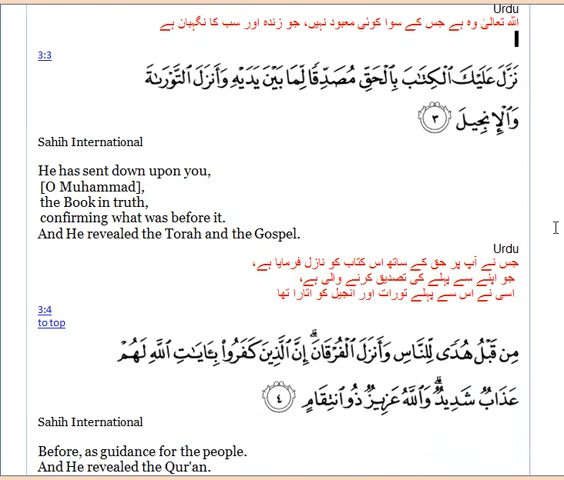 Urdu
اللہ تعالیٰ وہ ہے جس کے سوا کوئی معبود نہیں، جو زندہ اور سب کا نگہبان ہے
3:3
نَزَّلَ عَلَيْكَ ٱلْكِتَٰبَ بِٱلْحَقِّ مُصَدِّقًا لِّمَا بَيْنَ يَدَيْهِ وَأَنزَلَ ٱلتَّوْرَىٰةَ
وَٱلْإِنجِيلَ ٣
Sahih International
He has sent down upon you,
[O Muhammad],
the Book in truth,
confirming what was before it.
And He revealed the Torah and the Gospel.
Urdu
جس نے آپ پر حق کے ساتھ اس کتاب کو نازل فرمایا ہے،
جو اپنے سے پہلے کی تصدیق کرنے والی ہے،
اسی نے اس سے پہلے تورات اور انجیل کو اتارا تھا
3:4
to top
مِن قَبْلُ هُدًى لِّلنَّاسِ وَأَنزَلَ ٱلْفُرْقَانَ ۗ إِنَّ ٱلَّذِينَ كَفَرُوا۟ بِـَٔايَٰتِ ٱللَّهِ لَهُمْ
عَذَابٌ شَدِيدٌ ۗ وَٱللَّهُ عَزِيزٌ ذُو ٱنتِقَامٍ ٤
Sahih International
Before, as guidance for the people.
And He revealed the Qur'an.